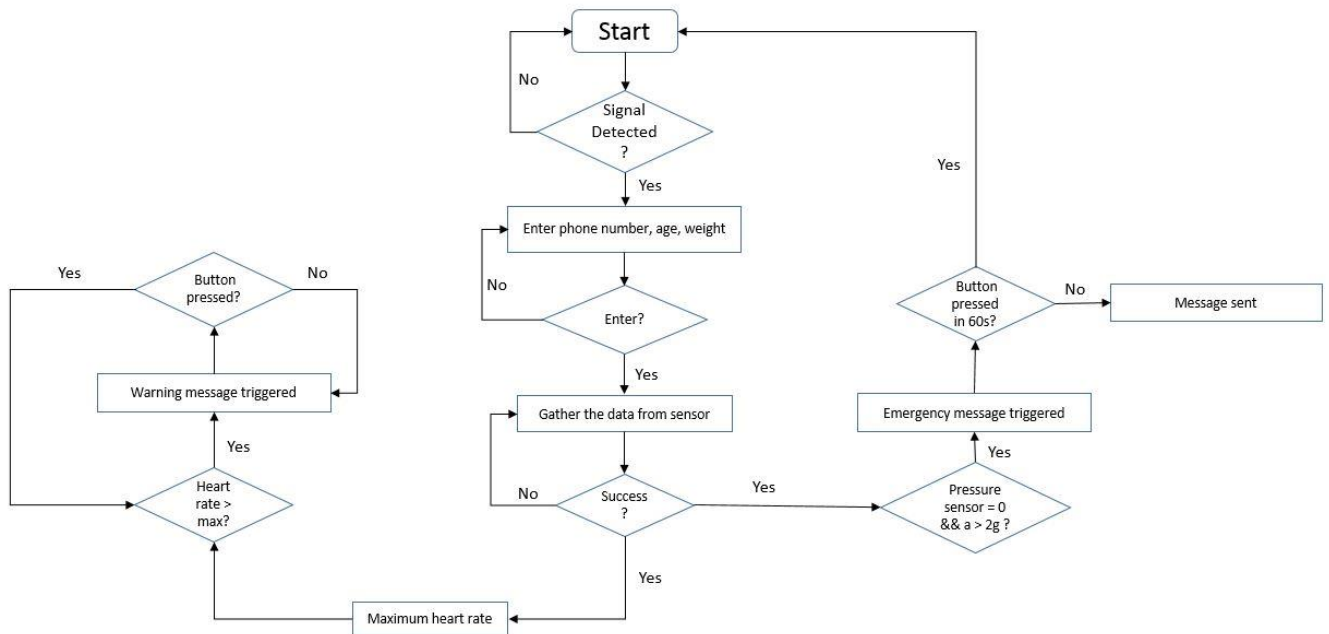 Start
No
Signal
Detected
?
Yes
Yes
Enter phone number, age, weight
No
Enter?
Yes
Yes
Button
pressed?
No
Warning message triggered
Yes
Heart
rate >
max?
Gather the data from sensor
No
Success
?
Yes
Yes
Maximum heart rate
Button
pressed
in 60s?
No
Message sent
Emergency message triggered
Yes
Pressure
sensor = 0
&& a > 2g ?